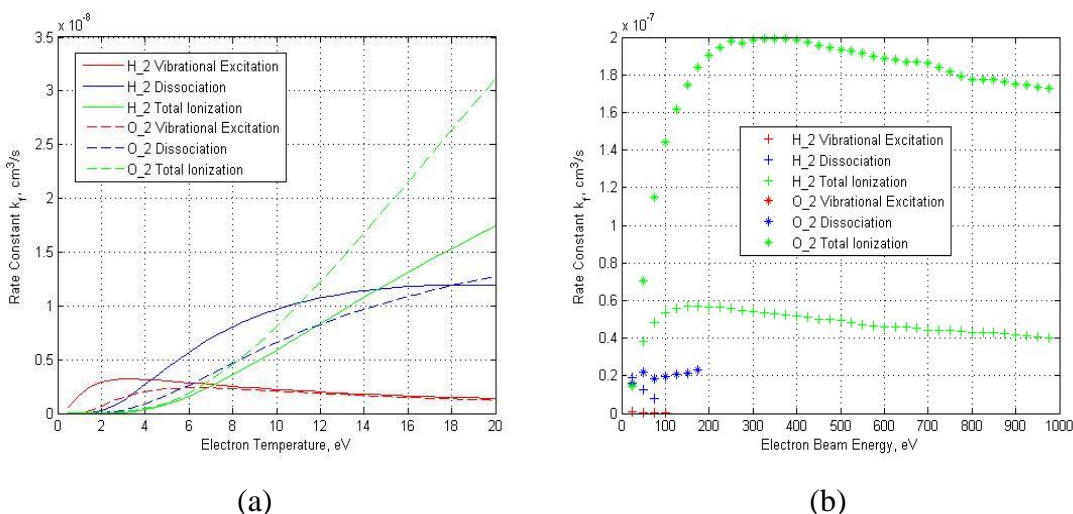 x 10^-8
3.5
3
2.5
2
1.5
1
0.5
0
Rate Constant k_f, cm^3/s
H_2 Vibrational Excitation
H_2 Dissociation
H_2 Total Ionization
O_2 Vibrational Excitation
O_2 Dissociation
O_2 Total Ionization
0 2 4 6 8 10 12 14 16 18 20
Electron Temperature, eV
(a)
x 10^-7
2
1.8
1.6
1.4
1.2
1
0.8
0.6
0.4
0.2
0
Rate Constant k_f, cm^3/s
H_2 Vibrational Excitation
H_2 Dissociation
H_2 Total Ionization
O_2 Vibrational Excitation
O_2 Dissociation
O_2 Total Ionization
0 100 200 300 400 500 600 700 800 900 1000
Electron Beam Energy, eV
(b)